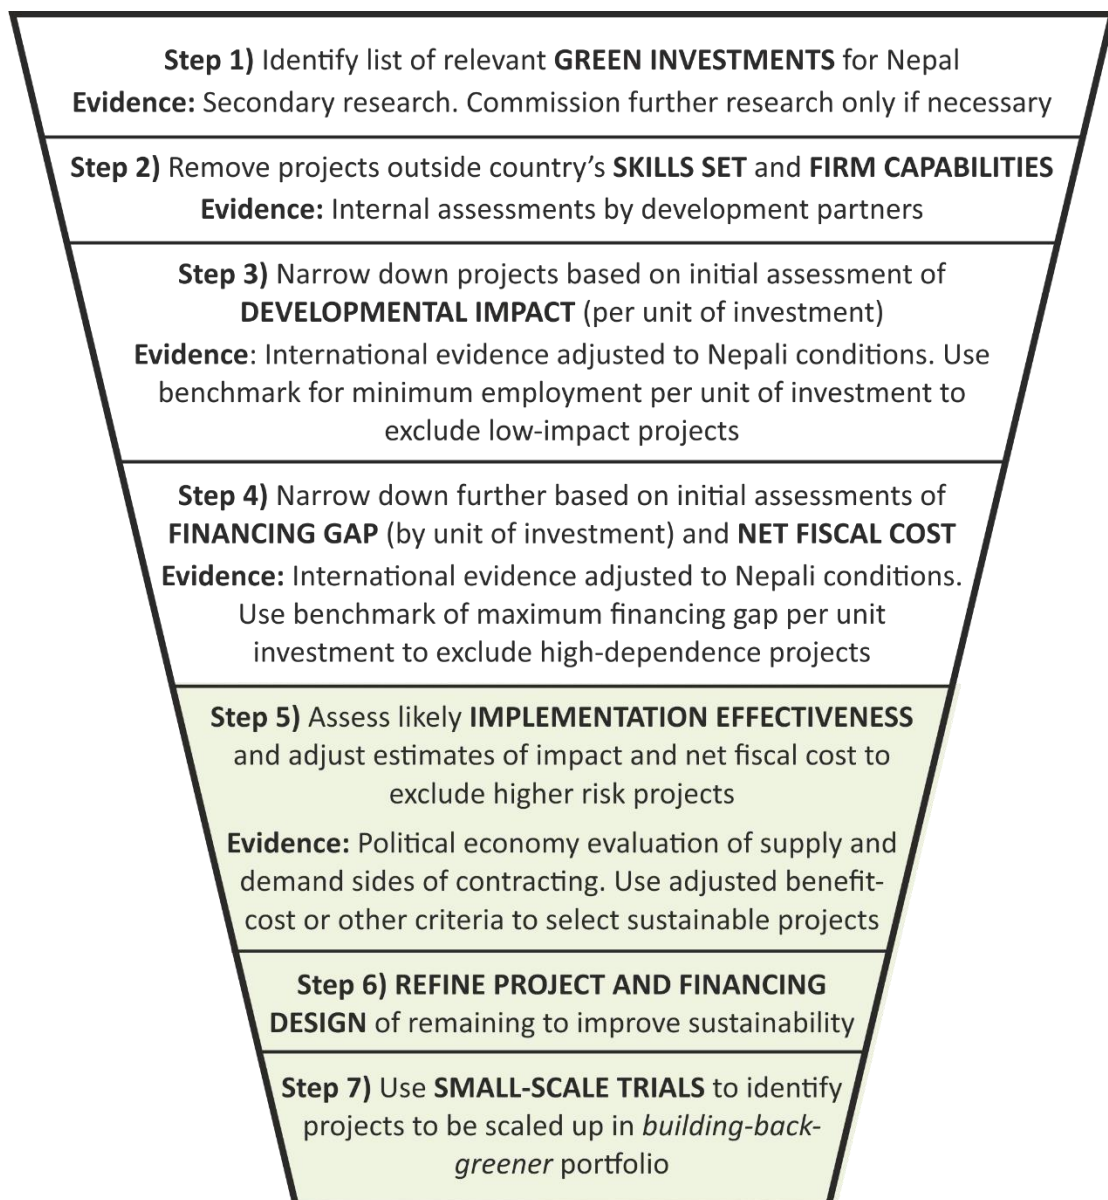 Step 1) Identify list of relevant GREEN INVESTMENTS for Nepal
Evidence: Secondary research. Commission further research only if necessary
Step 2) Remove projects outside country’s SKILLS SET and FIRM CAPABILITIES
Evidence: Internal assessments by development partners
Step 3) Narrow down projects based on initial assessment of
DEVELOPMENTAL IMPACT (per unit of investment)
Evidence: International evidence adjusted to Nepali conditions. Use
benchmark for minimum employment per unit of investment to
exclude low-impact projects
Step 4) Narrow down further based on initial assessments of
FINANCING GAP (by unit of investment) and NET FISCAL COST
Evidence: International evidence adjusted to Nepali conditions.
Use benchmark of maximum financing gap per unit
investment to exclude high-dependence projects
Step 5) Assess likely IMPLEMENTATION EFFECTIVENESS
and adjust estimates of impact and net fiscal cost to
exclude higher risk projects
Evidence: Political economy evaluation of supply and
demand sides of contracting. Use adjusted benefit-
cost or other criteria to select sustainable projects
Step 6) REFINE PROJECT AND FINANCING
DESIGN of remaining to improve sustainability
Step 7) Use SMALL-SCALE TRIALS to identify
projects to be scaled up in building-back-
greener portfolio